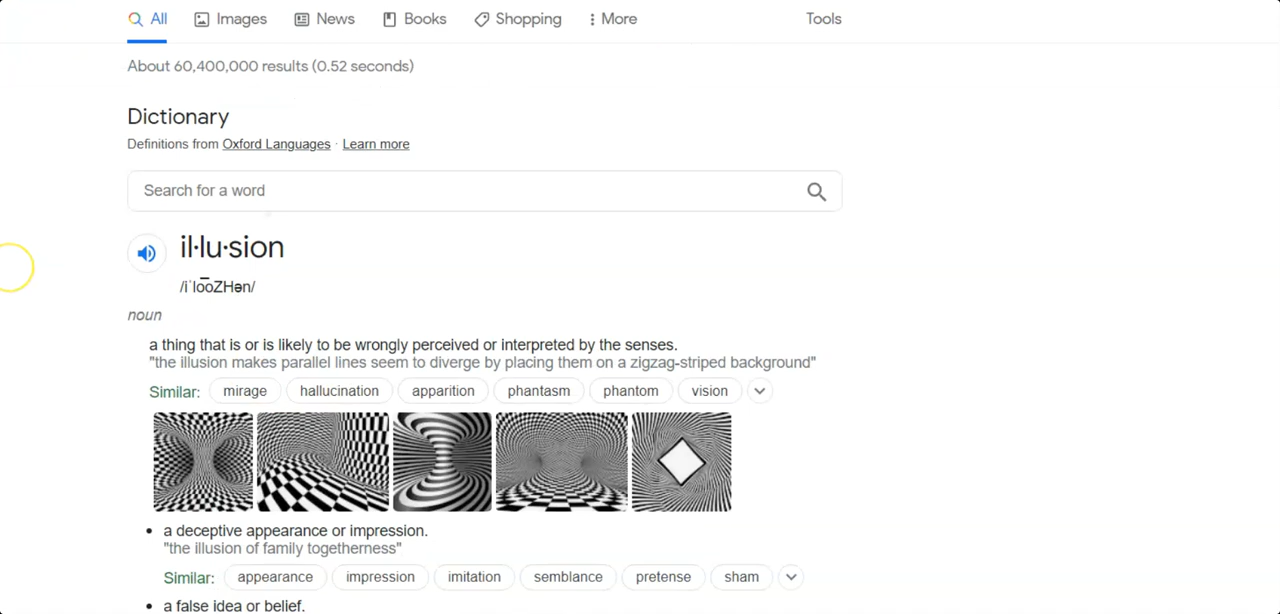 All Images News Books Shopping More Tools
About 60,400,000 results (0.52 seconds)
Dictionary
Definitions from Oxford Languages · Learn more
Search for a word
il·lu·sion
/iˈlo͞oZHən/
noun
a thing that is or is likely to be wrongly perceived or interpreted by the senses.
"the illusion makes parallel lines seem to diverge by placing them on a zigzag-striped background"
Similar: mirage hallucination apparition phantasm phantom vision
• a deceptive appearance or impression.
"the illusion of family togetherness"
Similar: appearance impression imitation semblance pretense sham
• a false idea or belief.